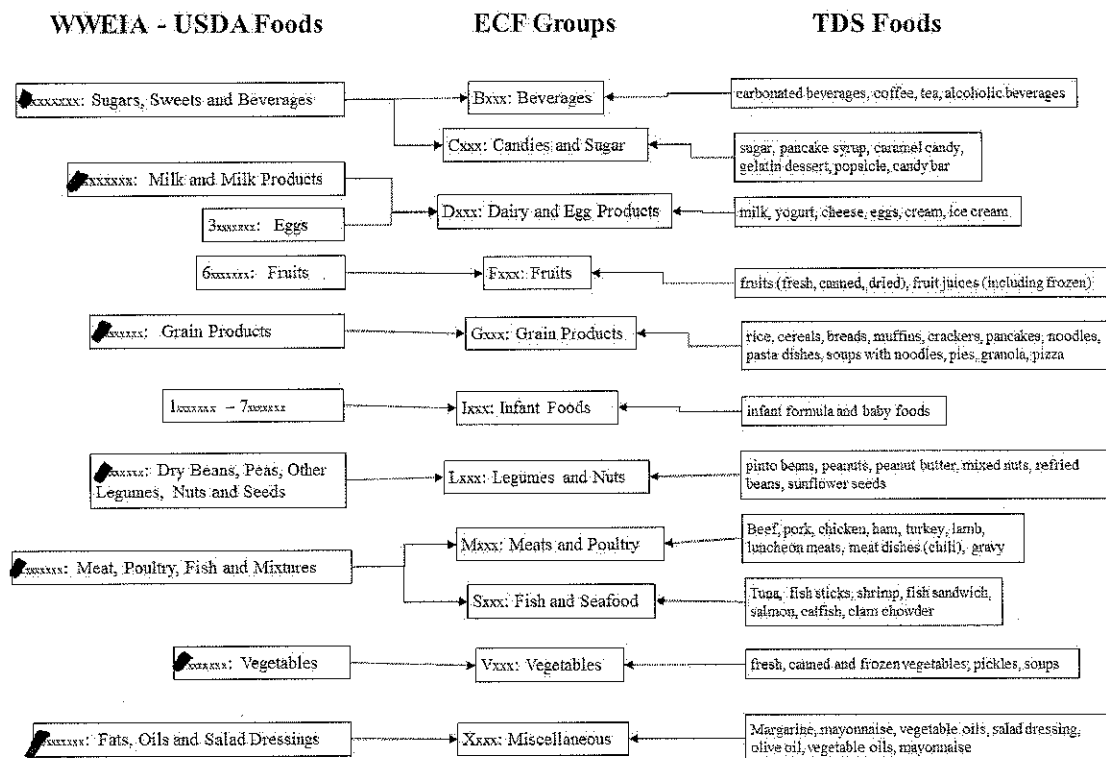 WWEIA - USDA Foods
ECF Groups
TDS Foods
xxxxxxx: Sugars, Sweets and Beverages
Bxxx: Beverages
carbonated beverages, coffee, tea, alcoholic beverages
Cxxx: Candies and Sugar
sugar, pancake syrup, caramel candy,
gelatin dessert, popsicle, candy bar
xxxxxxx: Milk and Milk Products
3xxxxxxx: Eggs
Dxxx: Dairy and Egg Products
milk, yogurt, cheese, eggs, cream, ice cream
6xxxxxxx: Fruits
Fxxx: Fruits
fruits (fresh, canned, dried), fruit juices (including frozen)
xxxxxx: Grain Products
Gxxx: Grain Products
rice, cereals, breads, muffins, crackers, pancakes, noodles,
pasta dishes, soups with noodles, pies, granola, pizza
1xxxxxxx - 7xxxxxxx
Ixxx: Infant Foods
infant formula and baby foods
xxxxxx: Dry Beans, Peas, Other
Legumes, Nuts and Seeds
Lxxx: Legumes and Nuts
pinto beans, peanuts, peanut butter, mixed nuts, refried
beans, sunflower seeds
xxxxxxx: Meat, Poultry, Fish and Mixtures
Mxxx: Meats and Poultry
Beef, pork, chicken, ham, turkey, lamb,
luncheon meats, meat dishes (chili), gravy
Sxxx: Fish and Seafood
Tuna, fish sticks, shrimp, fish sandwich,
salmon, catfish, clam chowder
xxxxxxx: Vegetables
Vxxx: Vegetables
fresh, canned and frozen vegetables; pickles, soups
xxxxxxx: Fats, Oils and Salad Dressings
Xxxx: Miscellaneous
Margarine, mayonnaise, vegetable oils, salad dressing,
olive oil, vegetable oils, mayonnaise